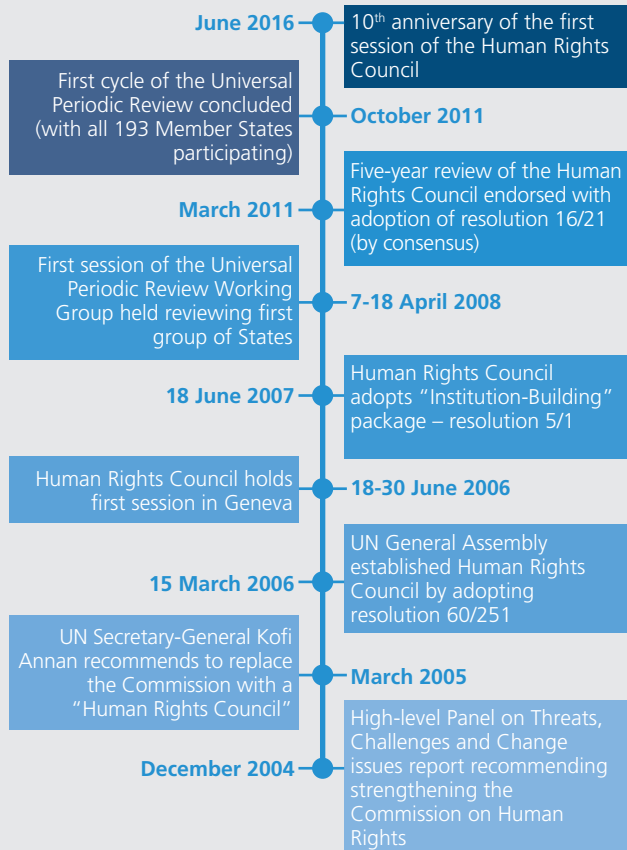 June 2016
10th anniversary of the first
session of the Human Rights
Council
First cycle of the Universal
Periodic Review concluded
(with all 193 Member States
participating)
October 2011
Five-year review of the Human
Rights Council endorsed with
adoption of resolution 16/21
(by consensus)
March 2011
First session of the Universal
Periodic Review Working
Group held reviewing first
group of States
7-18 April 2008
Human Rights Council
adopts “Institution-Building”
package – resolution 5/1
18 June 2007
Human Rights Council holds
first session in Geneva
18-30 June 2006
UN General Assembly
established Human Rights
Council by adopting
resolution 60/251
15 March 2006
UN Secretary-General Kofi
Annan recommends to replace
the Commission with a
“Human Rights Council”
March 2005
High-level Panel on Threats,
Challenges and Change
issues report recommending
strengthening the
Commission on Human
Rights
December 2004